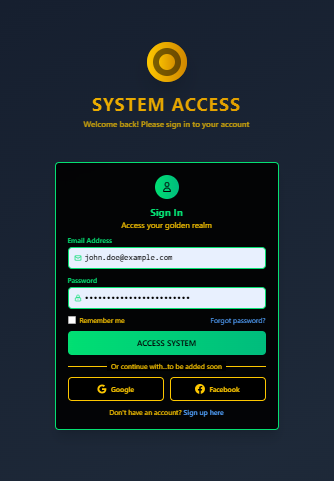 SYSTEM ACCESS
Welcome back! Please sign in to your account
Sign In
Access your golden realm
Email Address
john.doe@example.com
Password
••••••••••••••••••••••••
Remember me
Forgot password?
ACCESS SYSTEM
Or continue with...to be added soon
Google
Facebook
Don't have an account? Sign up here